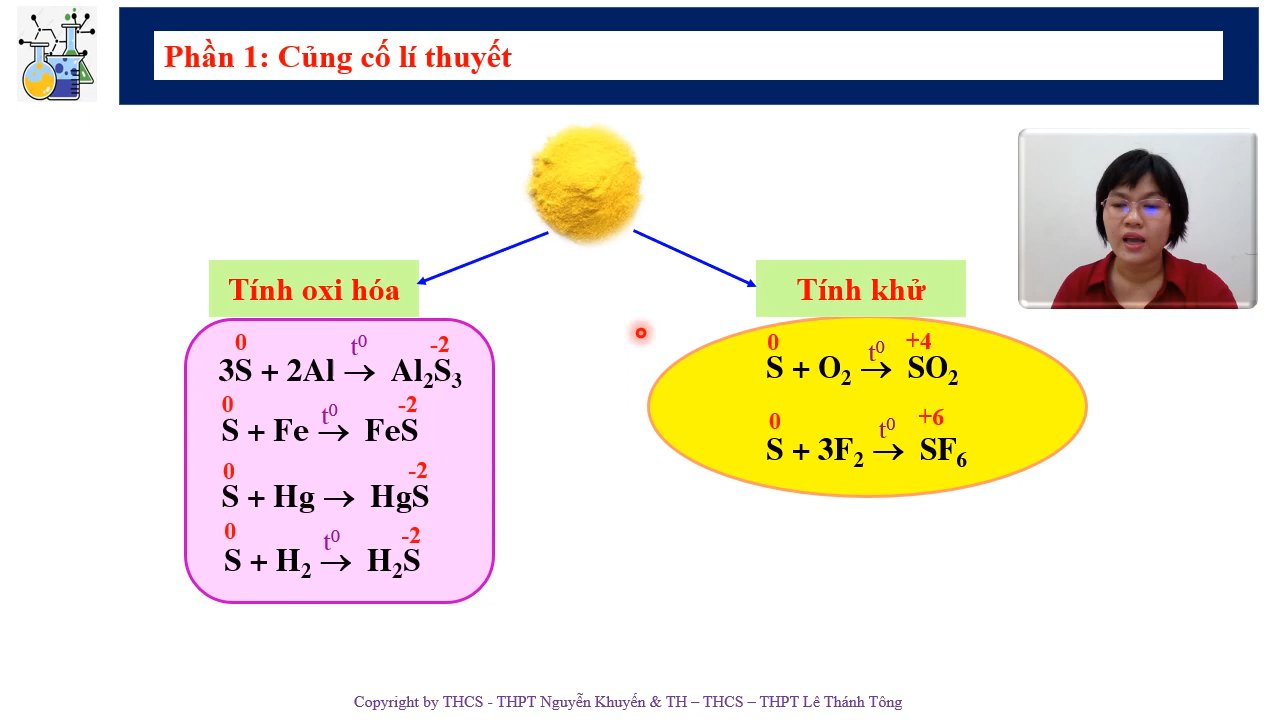 Phần 1: Củng cố lí thuyết
Tính oxi hóa
0 t⁰ -2
3S + 2Al → Al₂S₃
0 t⁰ -2
S + Fe → FeS
0 -2
S + Hg → HgS
0 t⁰ -2
S + H₂ → H₂S
Tính khử
0 t⁰ +4
S + O₂ → SO₂
0 t⁰ +6
S + 3F₂ → SF₆
Copyright by THCS - THPT Nguyễn Khuyến & TH – THCS – THPT Lê Thánh Tông